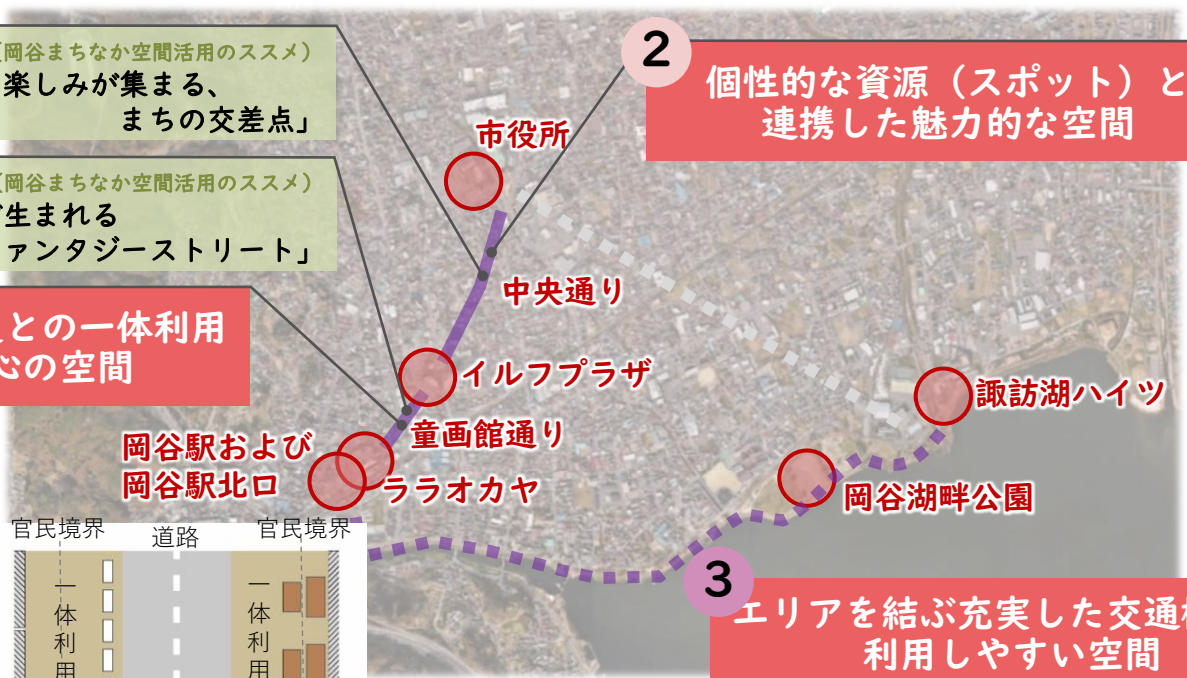 （岡谷まちなか空間活用のススメ）
楽しみが集まる、
まちの交差点」
（岡谷まちなか空間活用のススメ）
生まれる
ァンタジーストリート」
との一体利用
心の空間
2
個性的な資源（スポット）と
連携した魅力的な空間
市役所
中央通り
イルフプラザ
童画館通り
岡谷駅および
岡谷駅北口
ララオカヤ
諏訪湖ハイツ
岡谷湖畔公園
官民境界
道路
官民境界
一体利用
一体利用
3
エリアを結ぶ充実した交通
利用しやすい空間